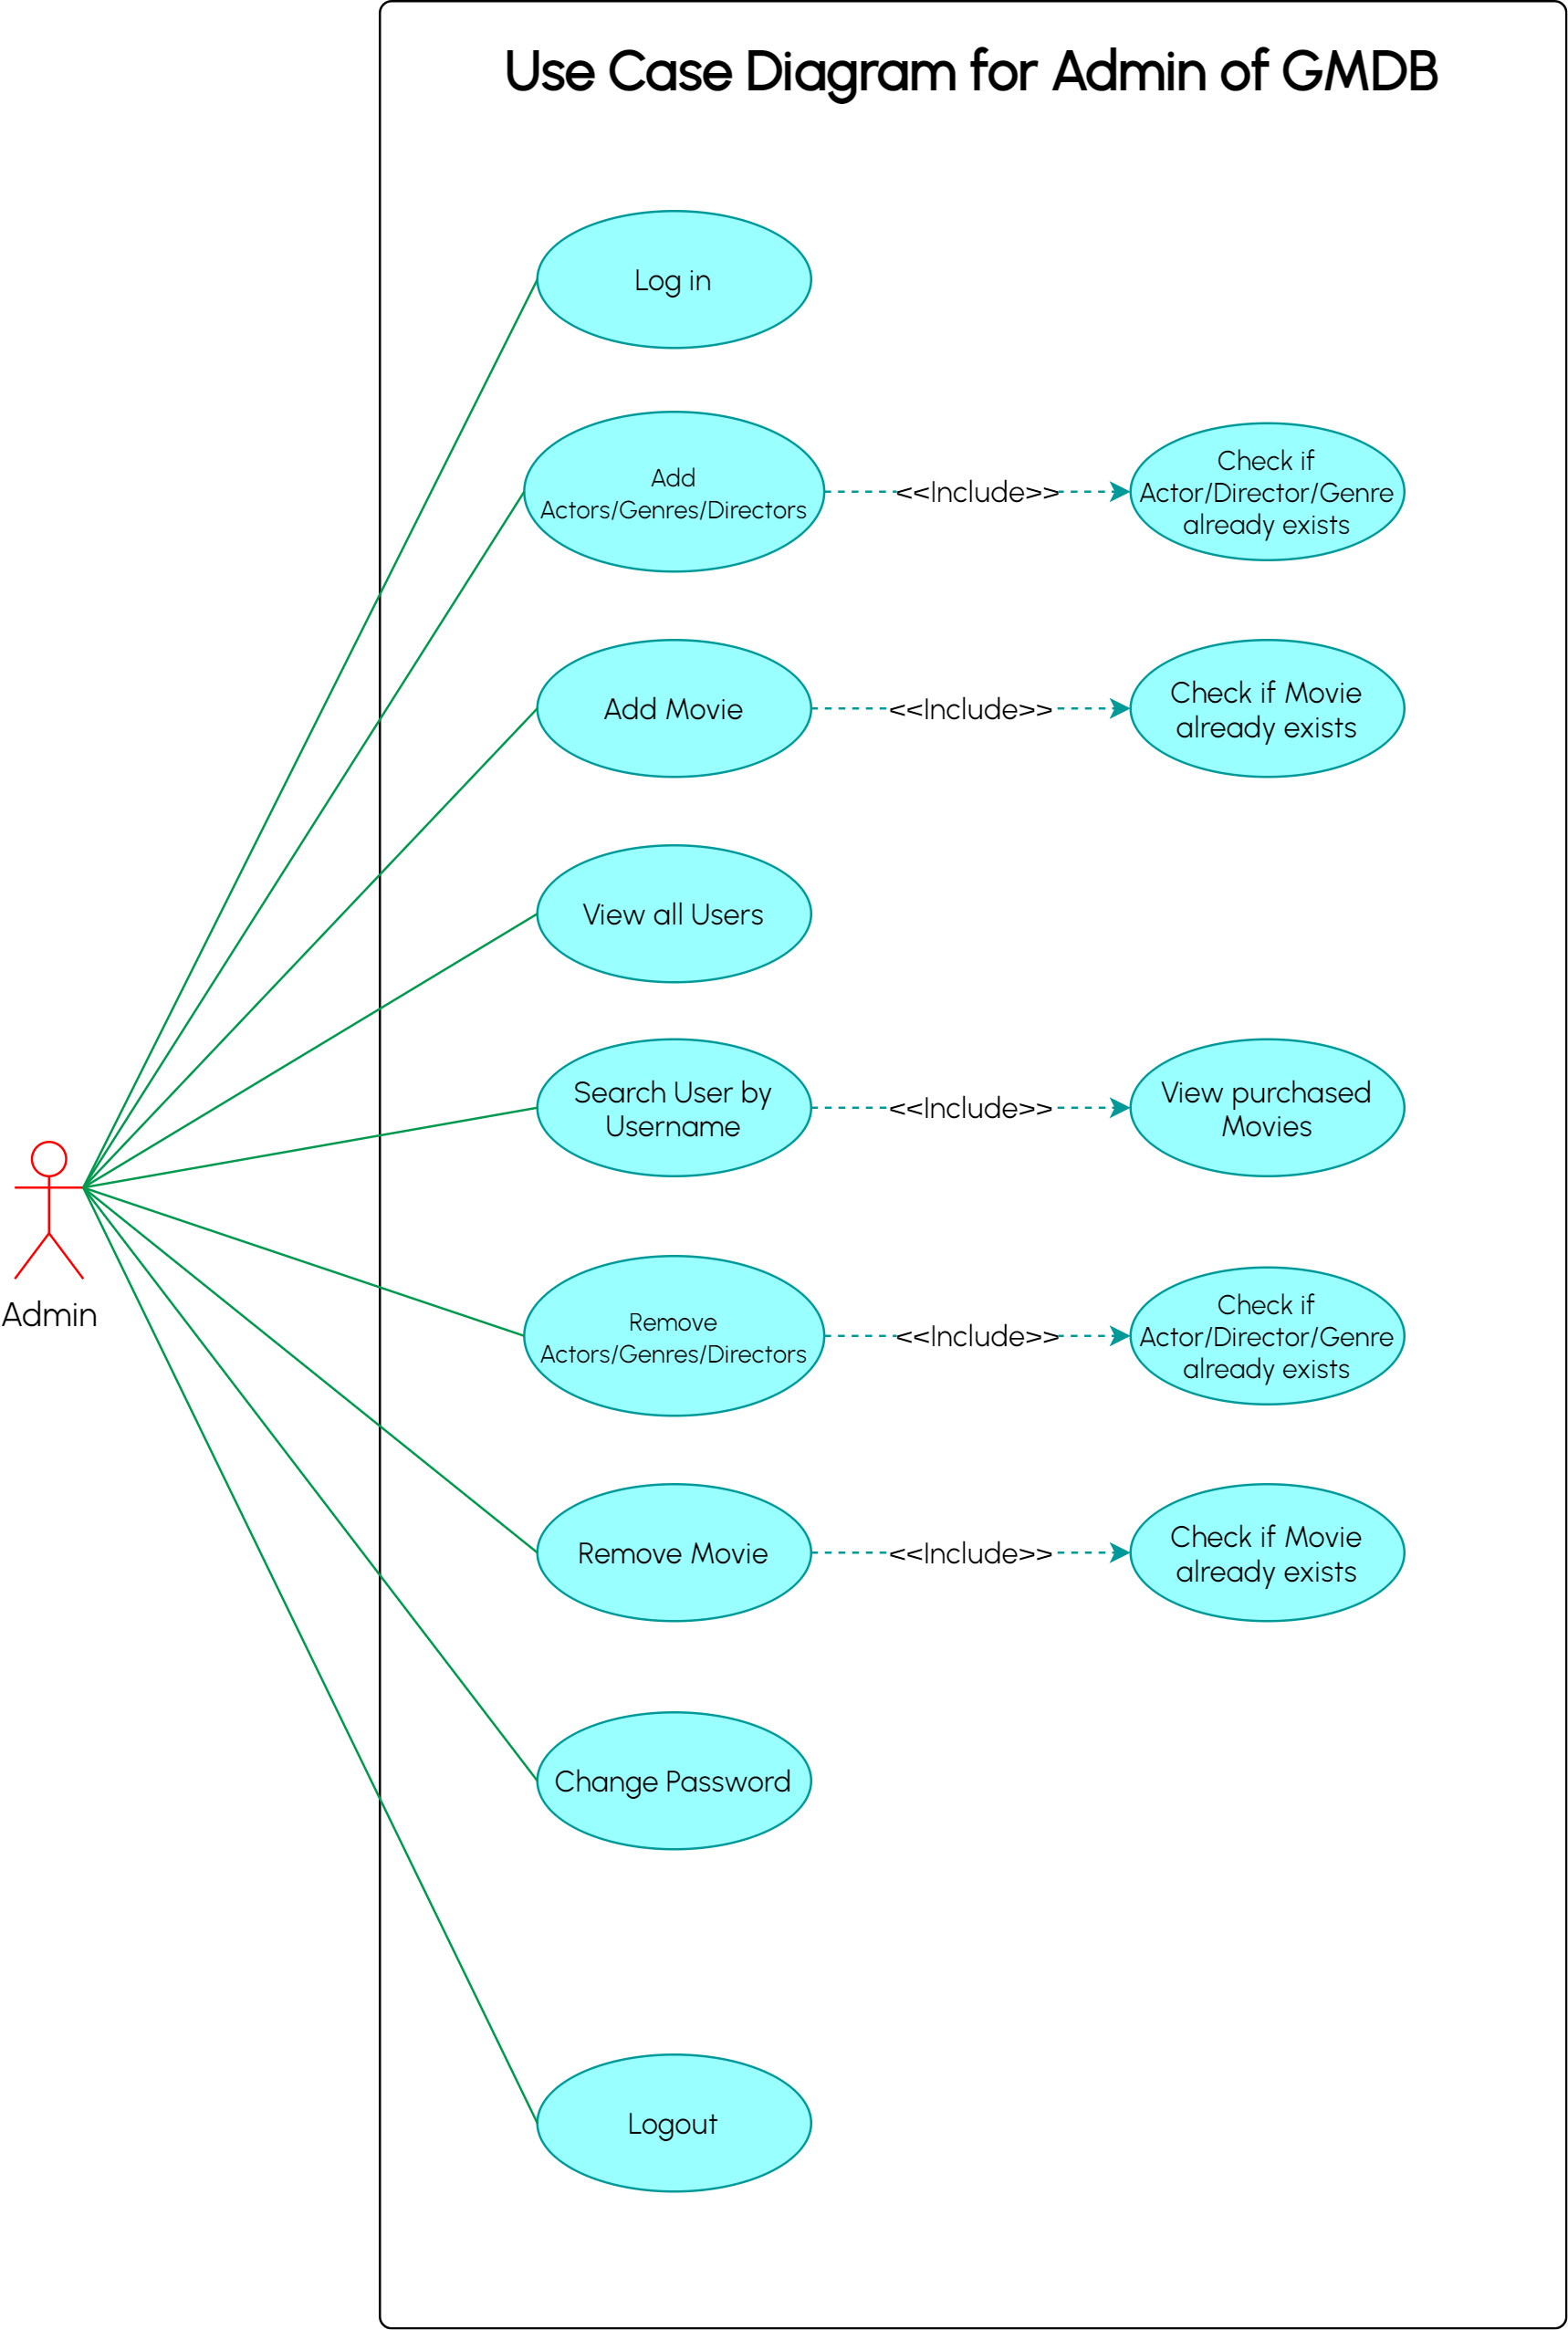 Use Case Diagram for Admin of GMDB
Log in
Add
Actors/Genres/Directors
<<Include>>
Check if
Actor/Director/Genre
already exists
Add Movie
<<Include>>
Check if Movie
already exists
View all Users
Search User by
Username
<<Include>>
View purchased
Movies
Admin
Remove
Actors/Genres/Directors
<<Include>>
Check if
Actor/Director/Genre
already exists
Remove Movie
<<Include>>
Check if Movie
already exists
Change Password
Logout